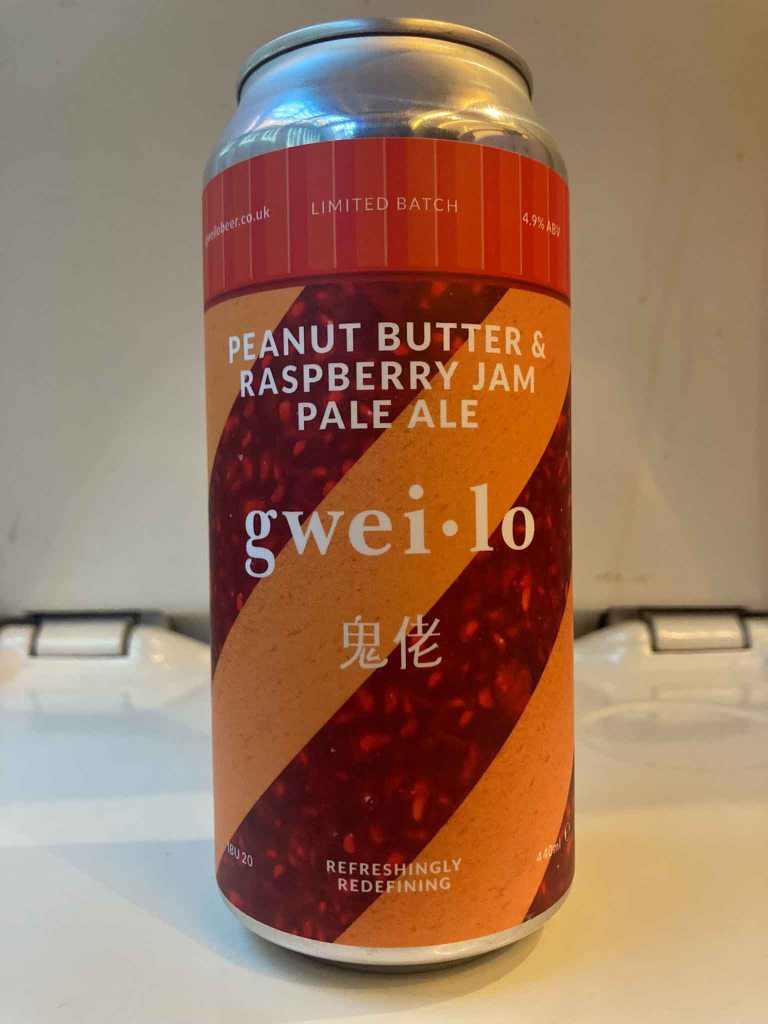 gweilobeer.co.uk
LIMITED BATCH
4.9% ABV
PEANUT BUTTER &
RASPBERRY JAM
PALE ALE
gwei·lo
鬼佬
IBU 20
REFRESHINGLY
REDEFINING
440ml e